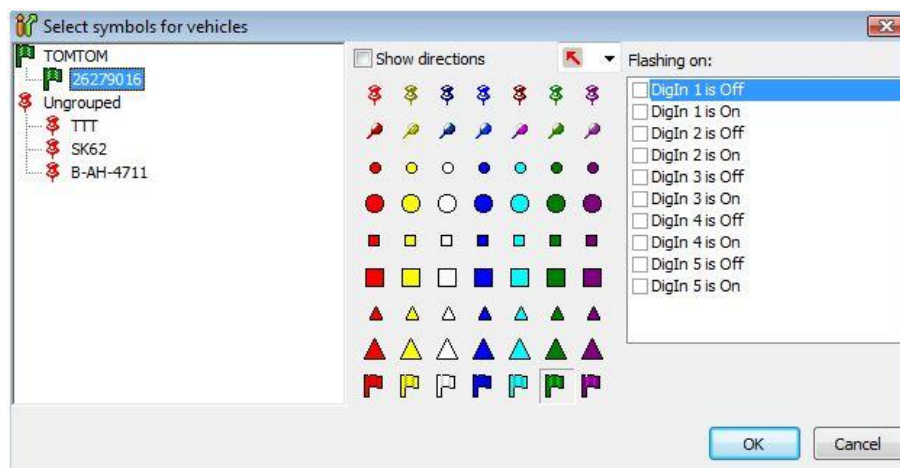 Select symbols for vehicles
TOMTOM
26279016
Ungrouped
TTT
SK62
B-AH-4711
Show directions
Flashing on:
DigIn 1 is Off
DigIn 1 is On
DigIn 2 is Off
DigIn 2 is On
DigIn 3 is Off
DigIn 3 is On
DigIn 4 is Off
DigIn 4 is On
DigIn 5 is Off
DigIn 5 is On
OK
Cancel